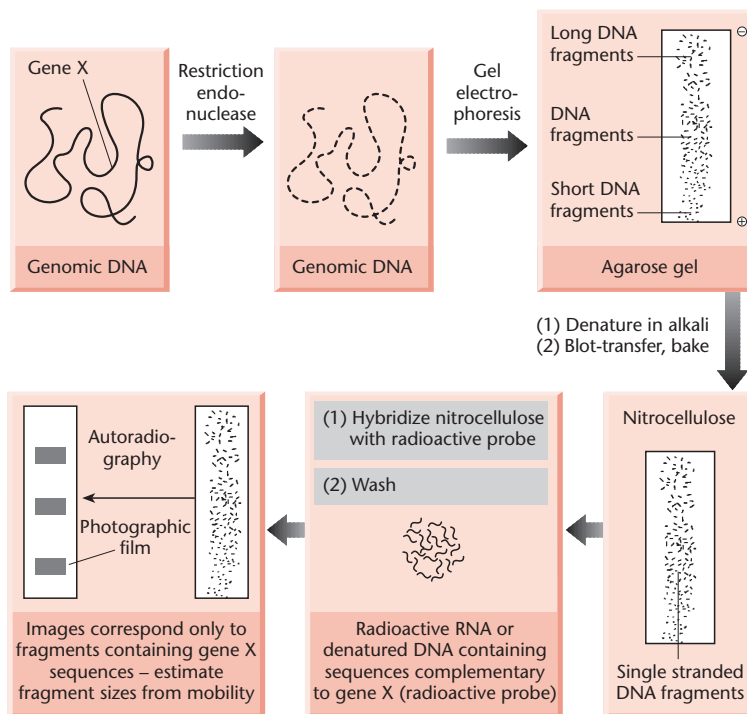 Gene X
Genomic DNA
Restriction
endo-
nuclease
Genomic DNA
Gel
electro-
phoresis
Long DNA
fragments
DNA
fragments
Short DNA
fragments
−
+
Agarose gel
(1) Denature in alkali
(2) Blot-transfer, bake
Nitrocellulose
Single stranded
DNA fragments
(1) Hybridize nitrocellulose
with radioactive probe
(2) Wash
Radioactive RNA or
denatured DNA containing
sequences complementary
to gene X (radioactive probe)
Autoradio-
graphy
Photographic
film
Images correspond only to
fragments containing gene X
sequences – estimate
fragment sizes from mobility